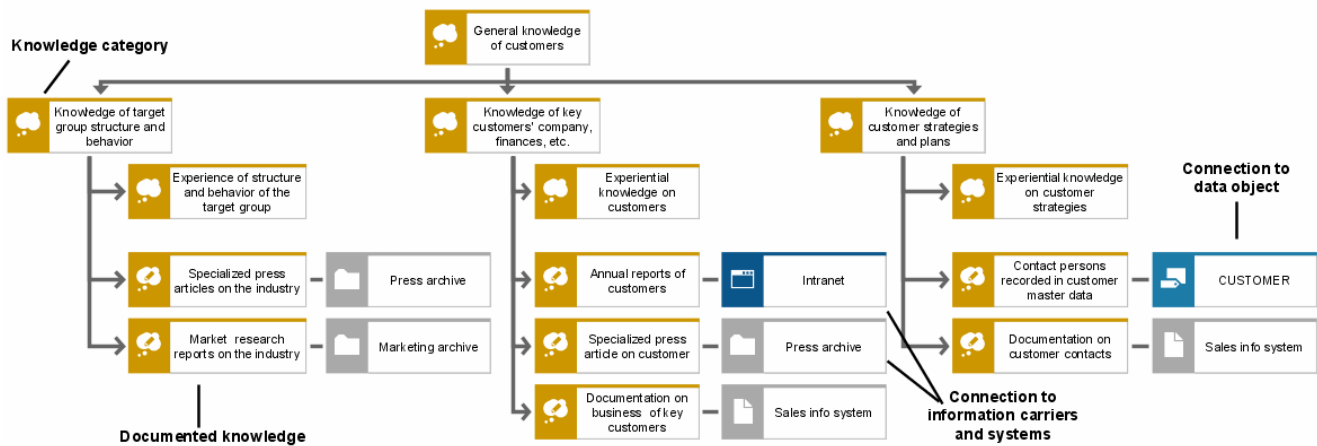 General knowledge
of customers
Knowledge category
Knowledge of target
group structure and
behavior
Knowledge of key
customers' company,
finances, etc.
Knowledge of
customer strategies
and plans
Experience of structure
and behavior of the
target group
Experiential
knowledge on
customers
Experiential knowledge
on customer
strategies
Connection to
data object
Specialized press
articles on the industry
Press archive
Annual reports of
customers
Intranet
Contact persons
recorded in customer
master data
CUSTOMER
Market research
reports on the industry
Marketing archive
Specialized press
article on customer
Press archive
Documentation on
customer contacts
Sales info system
Documentation on
business of key
customers
Sales info system
Connection to
information carriers
and systems
Documented knowledge